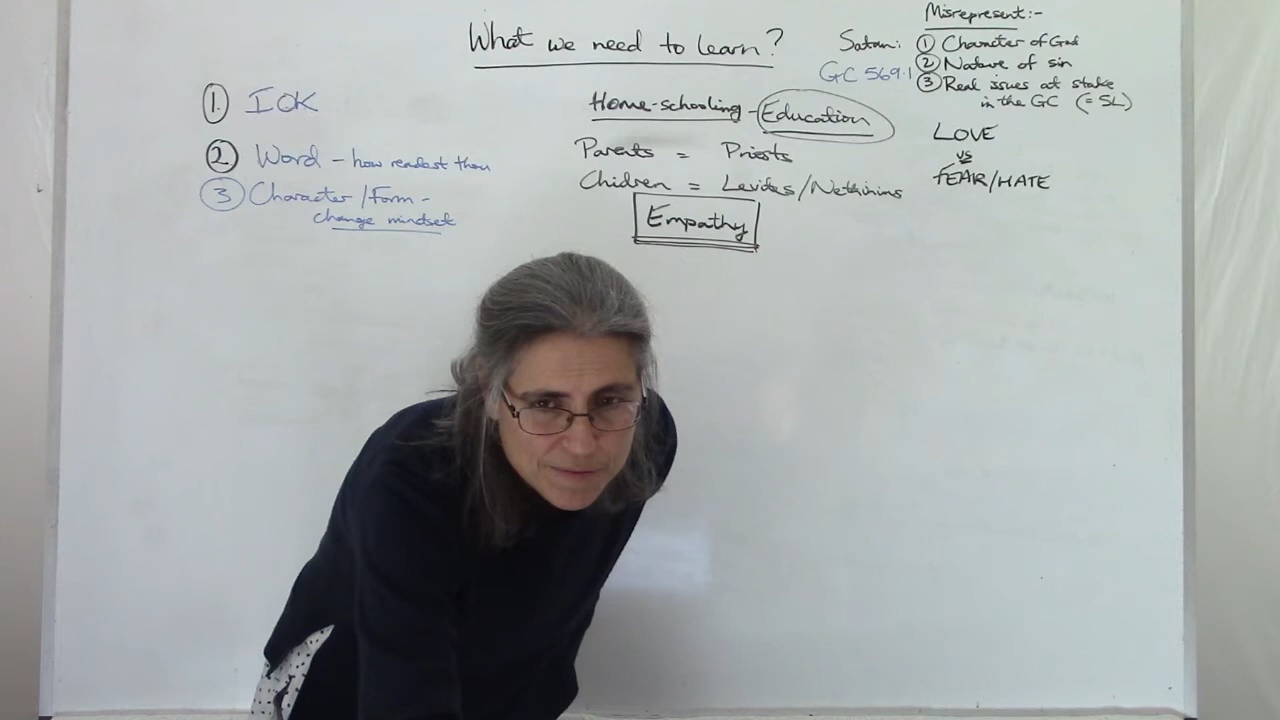 What we need to learn?
1. IOK
2 Word - how readest thou
3 Character / Form -
change mindset
Home-schooling - Education
Parents = Priests
Chidren = Levites/Nethinims
Empathy
Misrepresent:-
Satan: 1 Character of God
GC 569.1 2 Nature of sin
3 Real issues at stake
in the GC (= SL)
LOVE
vs
FEAR/HATE